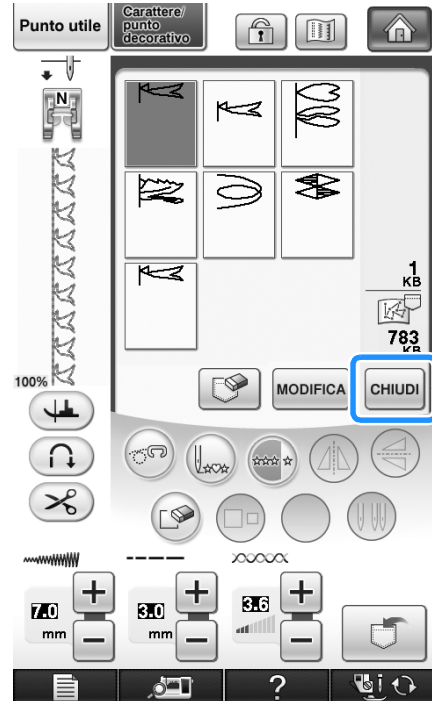 Punto utile
Carattere/
punto
decorativo
N
1
KB
783
KB
100%
MODIFICA
CHIUDI
7.0
mm
3.0
mm
3.6
?